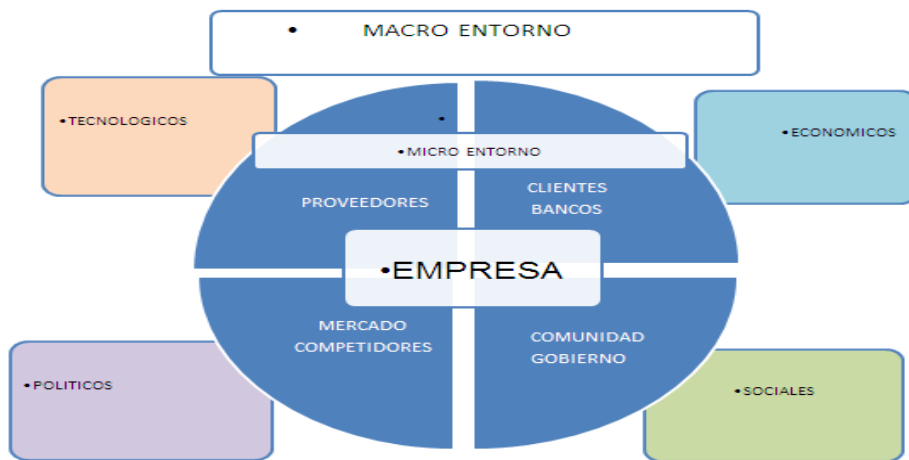 • MACRO ENTORNO
•TECNOLOGICOS
•ECONOMICOS
•
•MICRO ENTORNO
PROVEEDORES
CLIENTES
BANCOS
•EMPRESA
MERCADO
COMPETIDORES
COMUNIDAD
GOBIERNO
•POLITICOS
•SOCIALES